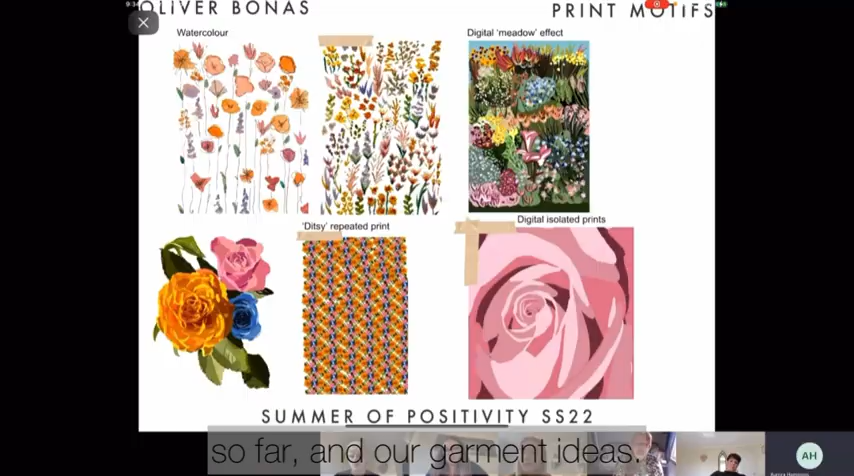 OLIVER BONAS
PRINT MOTIFS
Watercolour
Digital 'meadow' effect
'Ditsy' repeated print
Digital isolated prints
SUMMER OF POSITIVITY SS22
so far, and our garment ideas.
AH